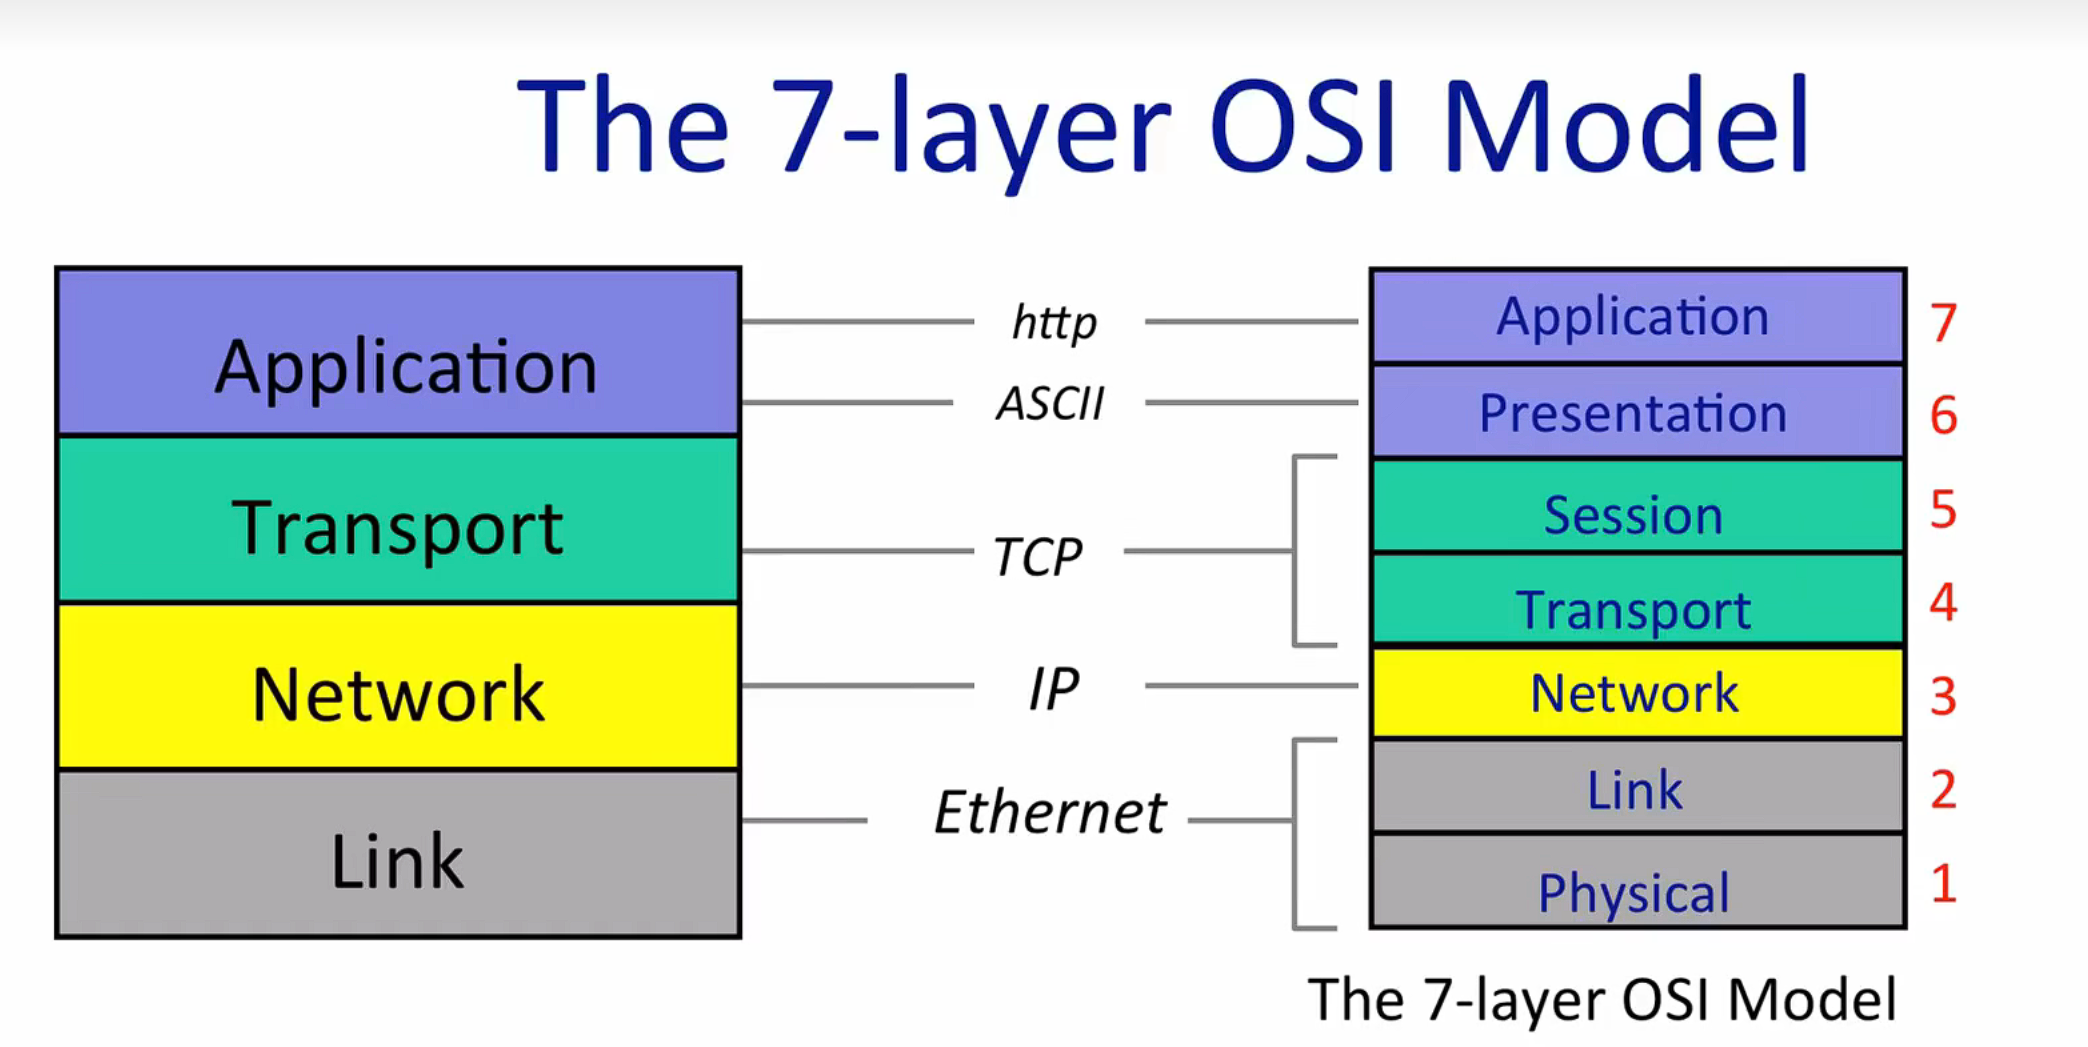 The 7-layer OSI Model
Application
Transport
Network
Link
http
ASCII
TCP
IP
Ethernet
Application 7
Presentation 6
Session 5
Transport 4
Network 3
Link 2
Physical 1
The 7-layer OSI Model